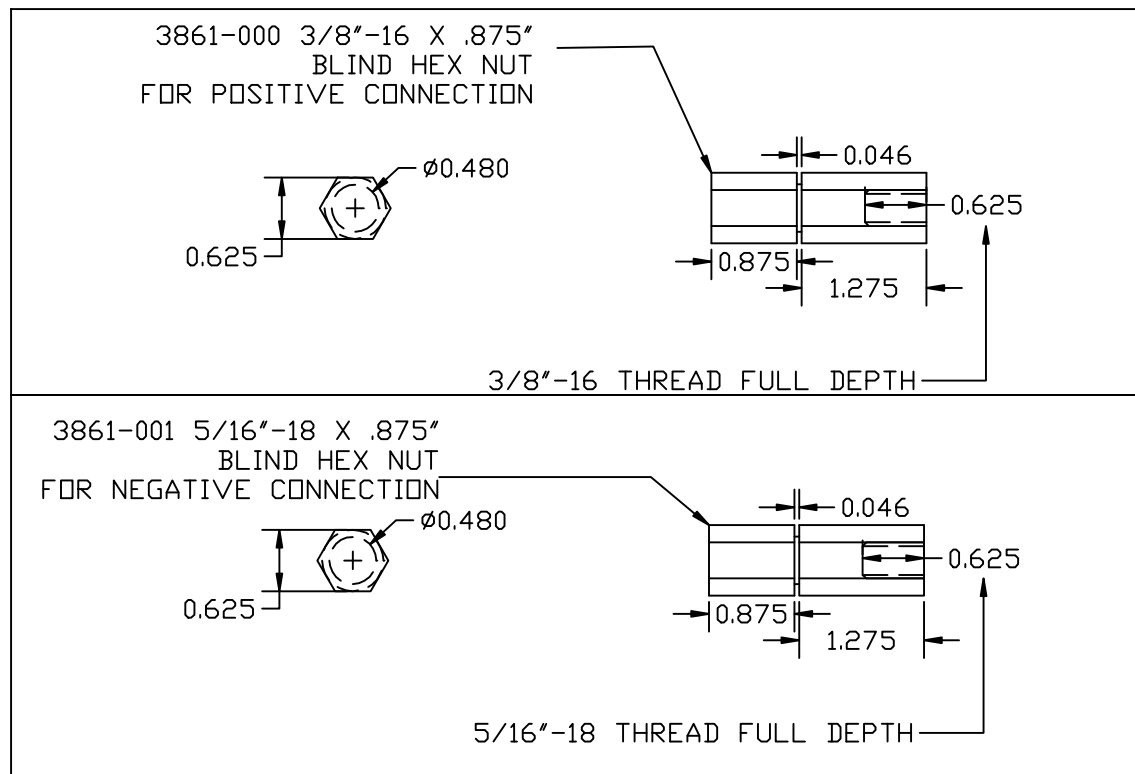 3861-000 3/8"-16 X .875"
BLIND HEX NUT
FOR POSITIVE CONNECTION
0.046
Ø0.480
0.625
0.625
0.875
1.275
3/8"-16 THREAD FULL DEPTH
3861-001 5/16"-18 X .875"
BLIND HEX NUT
FOR NEGATIVE CONNECTION
0.046
Ø0.480
0.625
0.625
0.875
1.275
5/16"-18 THREAD FULL DEPTH